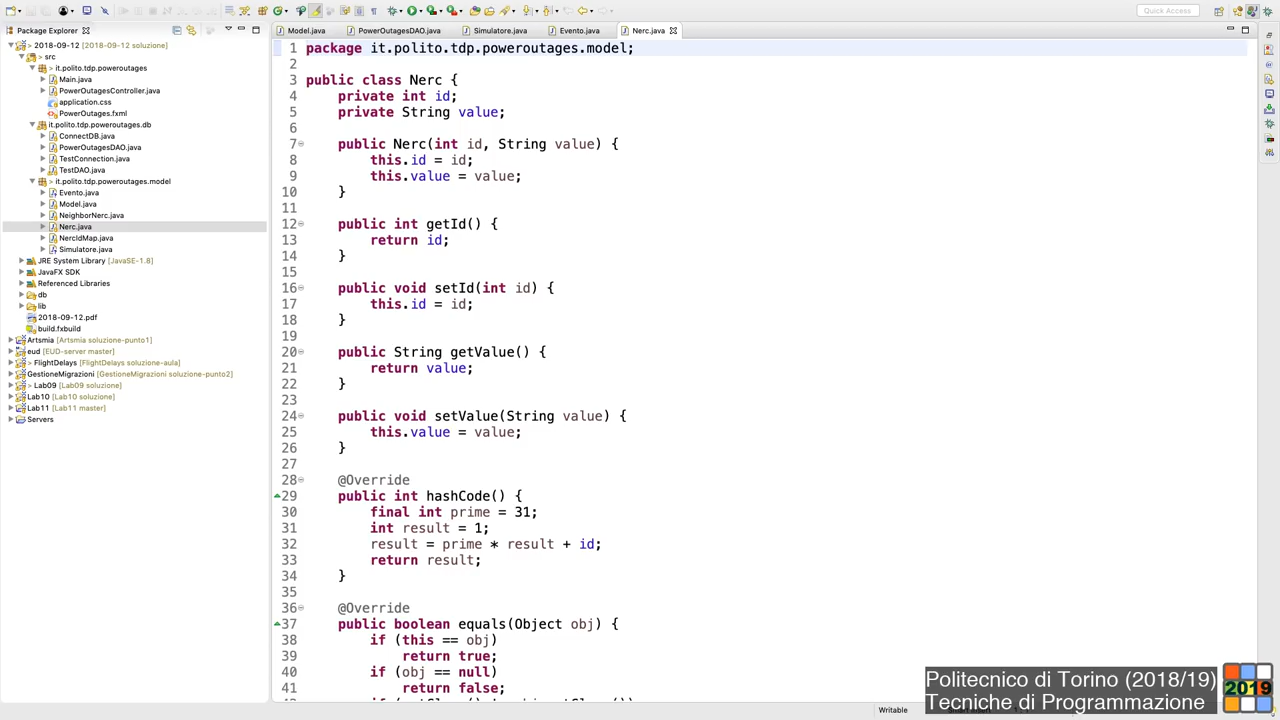 Quick Access
Package Explorer
2018-09-12 [2018-09-12 soluzione]
src
it.polito.tdp.poweroutages
Main.java
PowerOutagesController.java
application.css
PowerOutages.fxml
it.polito.tdp.poweroutages.db
ConnectDB.java
PowerOutagesDAO.java
TestConnection.java
TestDAO.java
it.polito.tdp.poweroutages.model
Evento.java
Model.java
NeighborNerc.java
Nerc.java
NercIdMap.java
Simulatore.java
JRE System Library [JavaSE-1.8]
JavaFX SDK
Referenced Libraries
db
lib
2018-09-12.pdf
build.fxbuild
Artsmia [Artsmia soluzione-punto1]
eud [EUD-server master]
> FlightDelays [FlightDelays soluzione-aula]
GestioneMigrazioni [GestioneMigrazioni soluzione-punto2]
> Lab09 [Lab09 soluzione]
Lab10 [Lab10 soluzione]
Lab11 [Lab11 master]
Servers
Model.java PowerOutagesDAO.java Simulatore.java Evento.java Nerc.java
1 package it.polito.tdp.poweroutages.model;
2
3 public class Nerc {
4 private int id;
5 private String value;
6
7 public Nerc(int id, String value) {
8 this.id = id;
9 this.value = value;
10 }
11
12 public int getId() {
13 return id;
14 }
15
16 public void setId(int id) {
17 this.id = id;
18 }
19
20 public String getValue() {
21 return value;
22 }
23
24 public void setValue(String value) {
25 this.value = value;
26 }
27
28 @Override
29 public int hashCode() {
30 final int prime = 31;
31 int result = 1;
32 result = prime * result + id;
33 return result;
34 }
35
36 @Override
37 public boolean equals(Object obj) {
38 if (this == obj)
39 return true;
40 if (obj == null)
41 return false;
Writable
Politecnico di Torino (2018/19)
Tecniche di Programmazione
2019